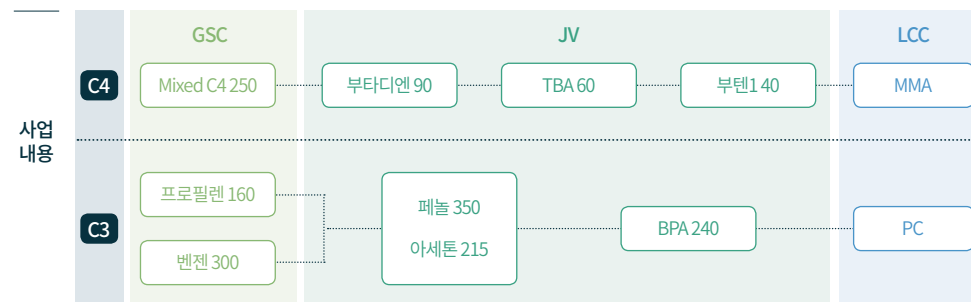 GSC
JV
LCC
사업
내용
C4
Mixed C4 250
부타디엔 90
TBA 60
부텐1 40
MMA
C3
프로필렌 160
벤젠 300
페놀 350
아세톤 215
BPA 240
PC